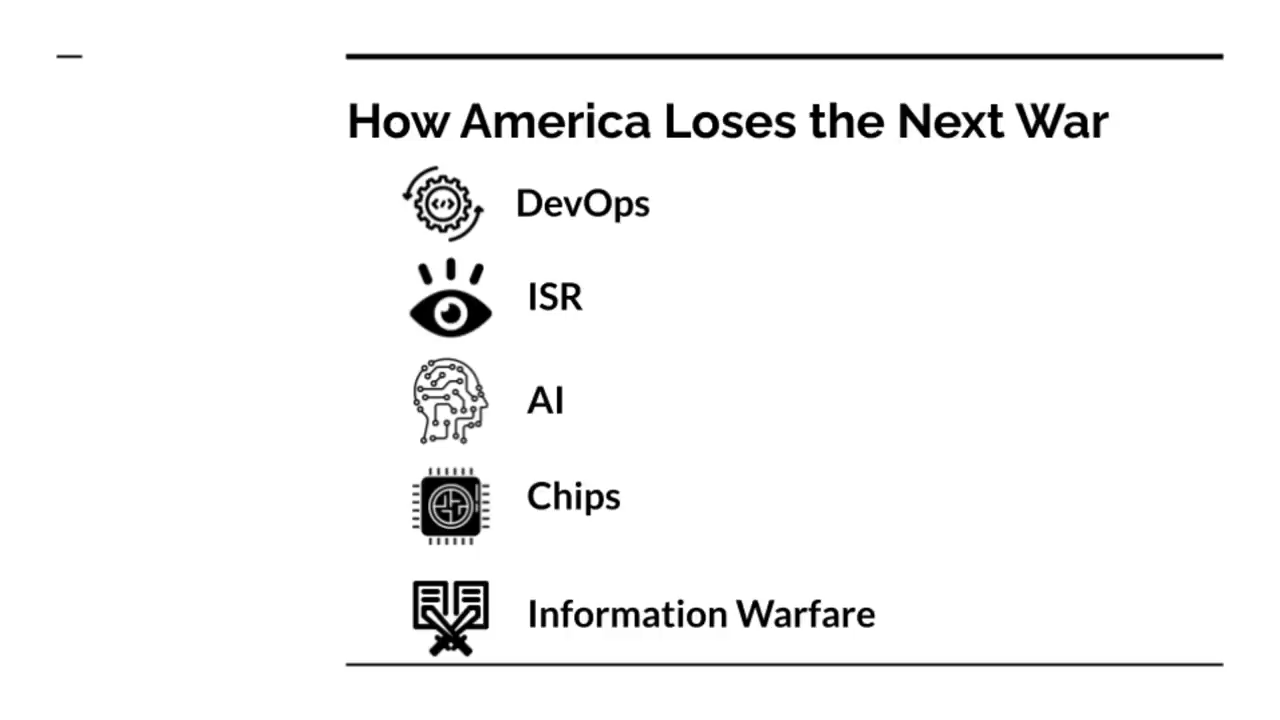 How America Loses the Next War
DevOps
ISR
AI
Chips
Information Warfare